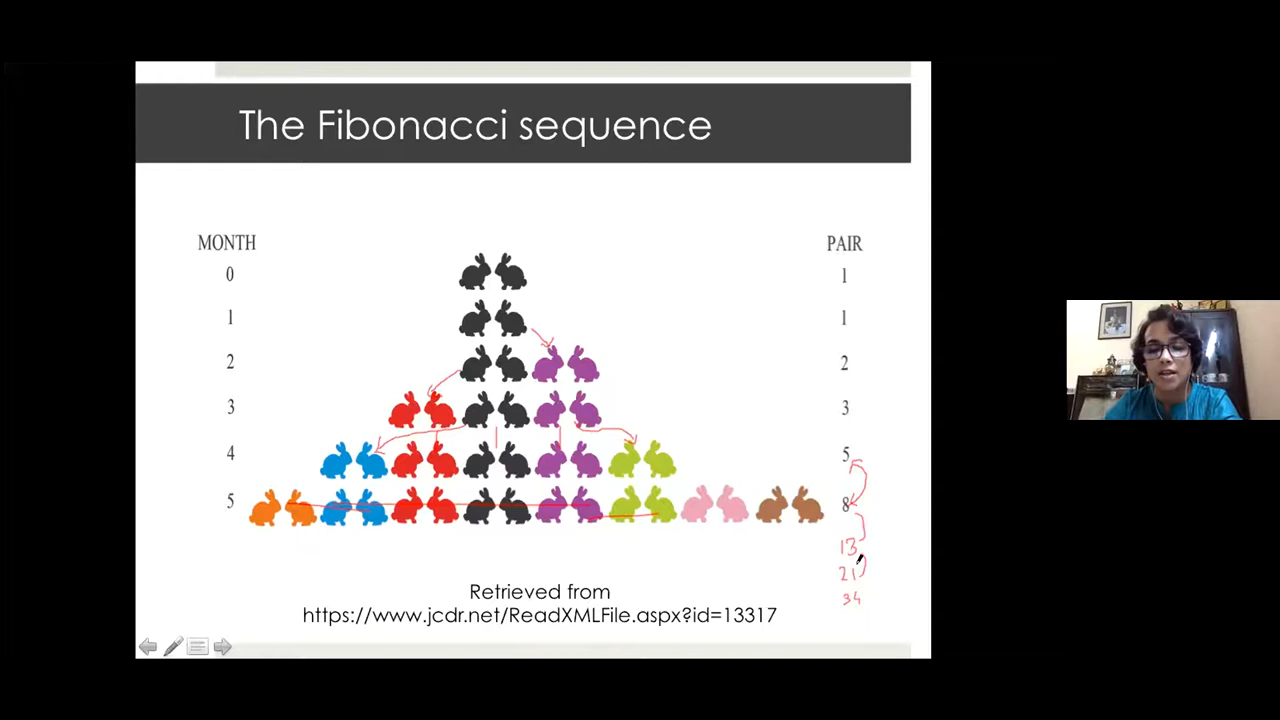 The Fibonacci sequence
MONTH PAIR
0 1
1 1
2 2
3 3
4 5
5 8
13
21
34
Retrieved from
https://www.jcdr.net/ReadXMLFile.aspx?id=13317